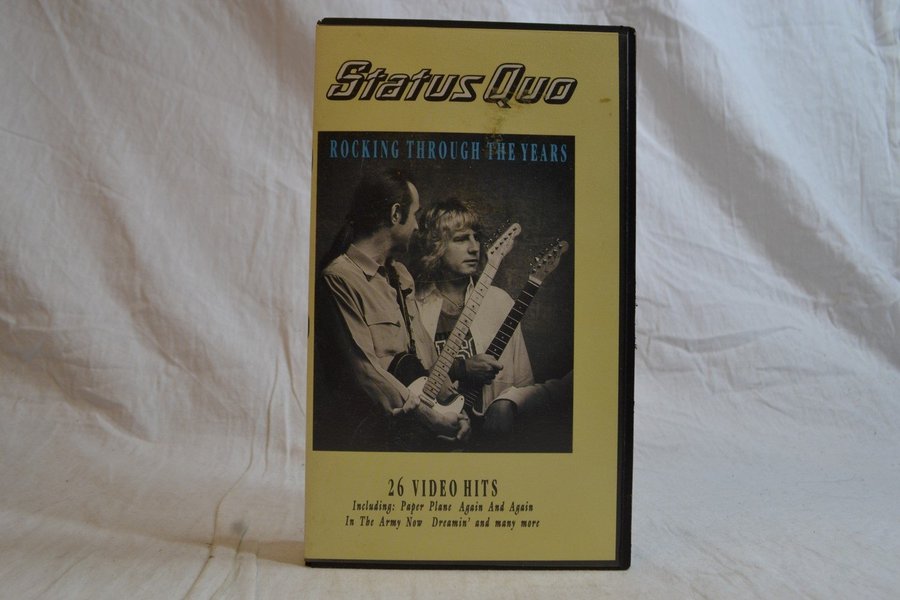 Status Quo
ROCKING THROUGH THE YEARS
26 VIDEO HITS
Including: Paper Plane Again And Again
In The Army Now Dreamin' and many more